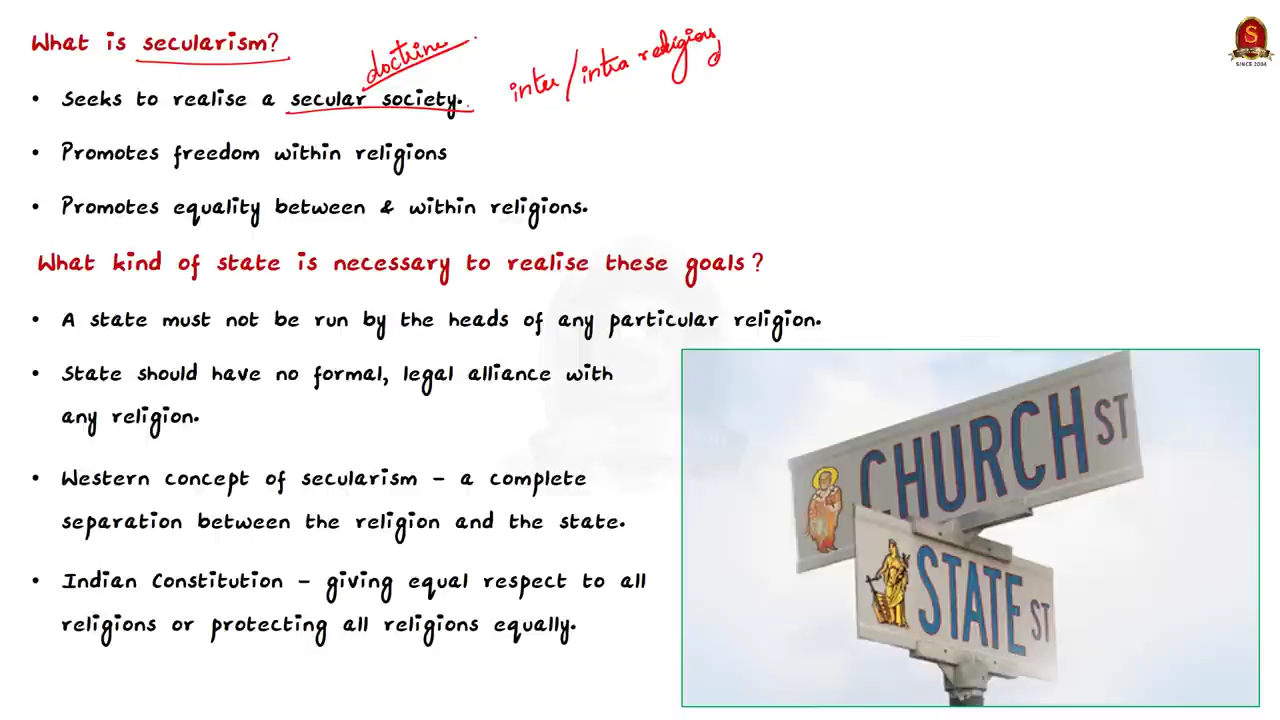 What is secularism?
doctrine
inter/intra religious
• Seeks to realise a secular society.
• Promotes freedom within religions
• Promotes equality between & within religions.
What kind of state is necessary to realise these goals?
• A state must not be run by the heads of any particular religion.
• State should have no formal, legal alliance with
any religion.
• Western concept of secularism - a complete
separation between the religion and the state.
• Indian Constitution - giving equal respect to all
religions or protecting all religions equally.
CHURCH ST
STATE ST
S
SINCE 2004